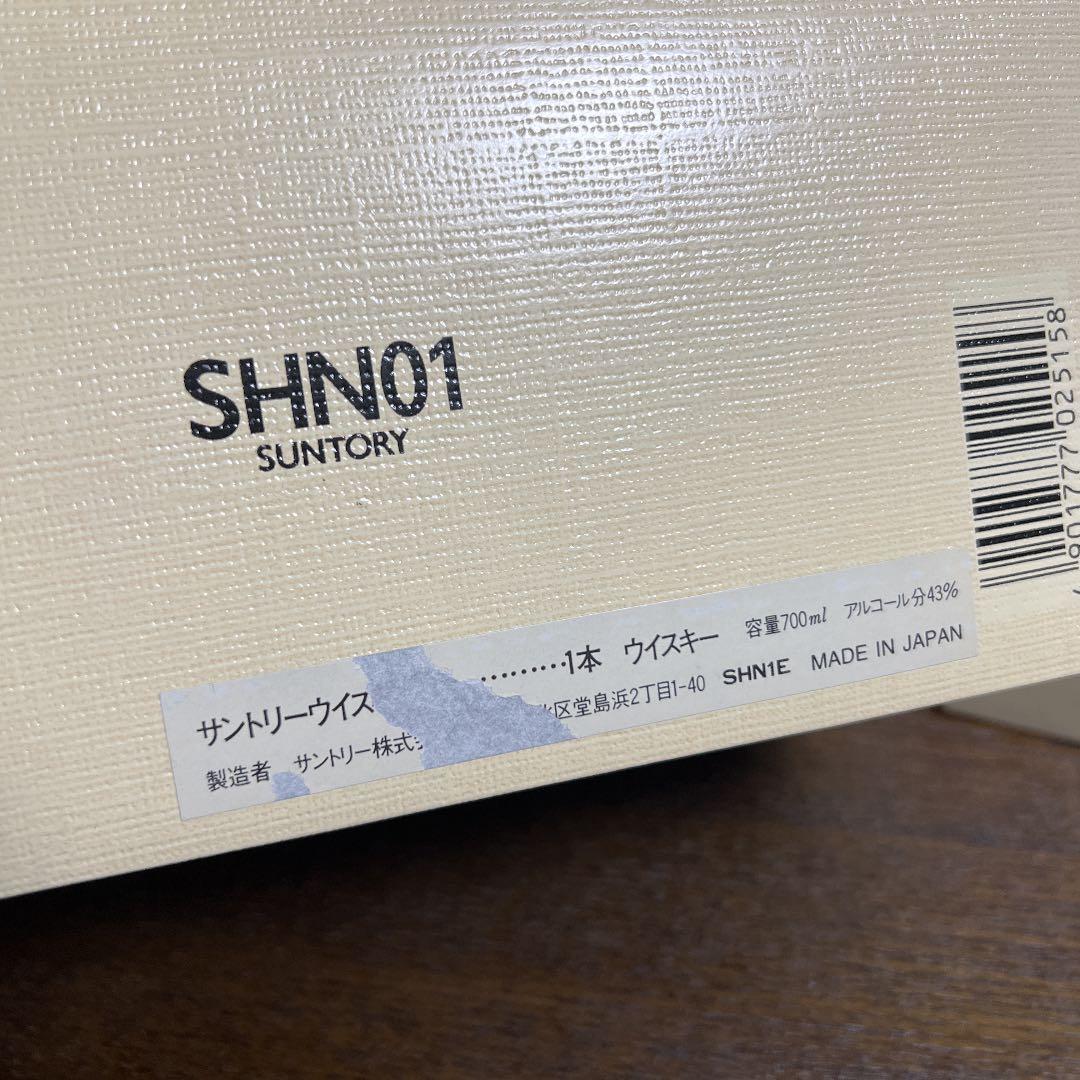 SHN01
SUNTORY
4901777025158
サントリーウイス ………1本 ウイスキー 容量700ml アルコール分43%
製造者 サントリー株式 区堂島浜2丁目1-40 SHN1E MADE IN JAPAN